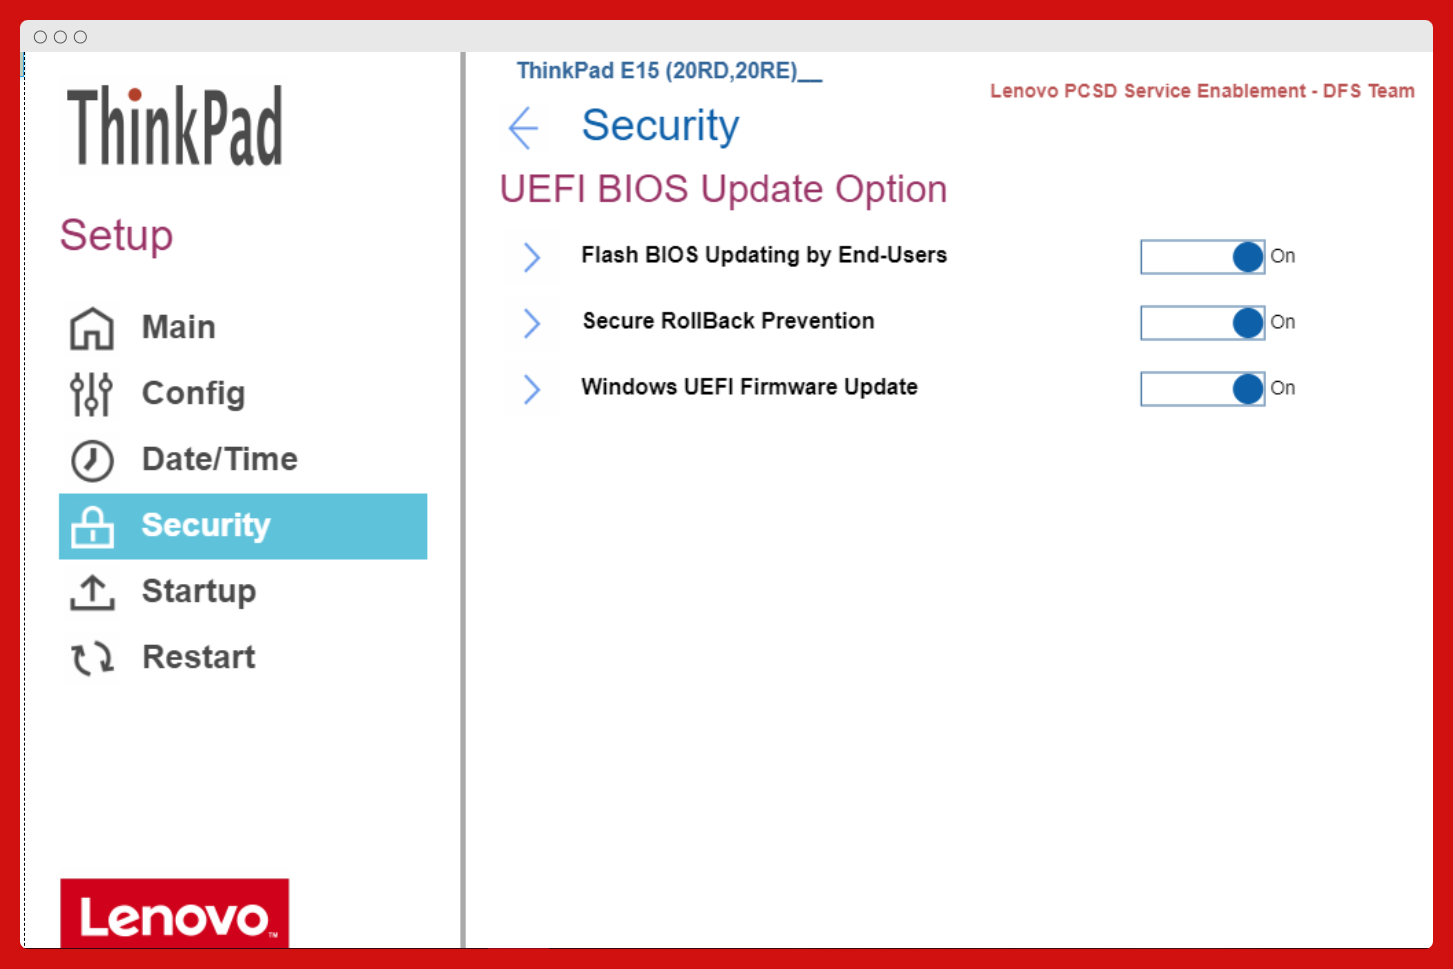 ThinkPad
Setup
Main
Config
Date/Time
Security
Startup
Restart
Lenovo™
ThinkPad E15 (20RD,20RE)__
Lenovo PCSD Service Enablement - DFS Team
Security
UEFI BIOS Update Option
Flash BIOS Updating by End-Users On
Secure RollBack Prevention On
Windows UEFI Firmware Update On